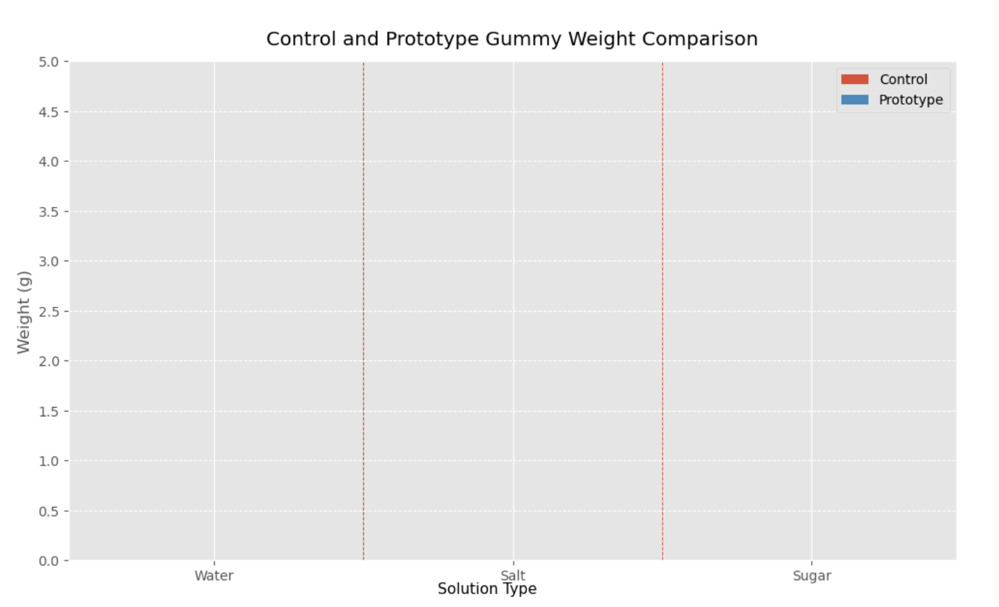 Control and Prototype Gummy Weight Comparison
Control
Prototype
5.0
4.5
4.0
3.5
3.0
2.5
2.0
1.5
1.0
0.5
0.0
Weight (g)
Water
Salt
Sugar
Solution Type